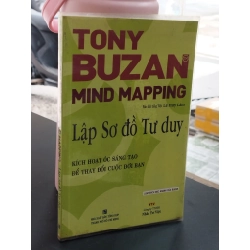 TONY
BUZAN
MIND MAPPING
Lập Sơ đồ Tư duy
KÍCH HOẠT ÓC SÁNG TẠO
ĐỂ THAY ĐỔI CUỘC ĐỜI BẠN